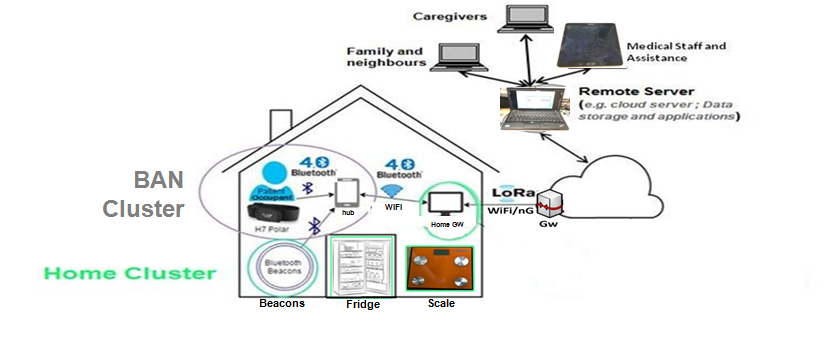 Caregivers
Family and
neighbours
Medical Staff and
Assistance
Remote Server
(e.g. cloud server ; Data
storage and applications)
BAN
Cluster
4.0
Bluetooth®
4.0
Bluetooth®
Patient
Occupant
H7 Polar
hub
WIFI
Home GW
LoRa
WiFi/nG
Gw
Home Cluster
Bluetooth
Beacons
Beacons
Fridge
Scale